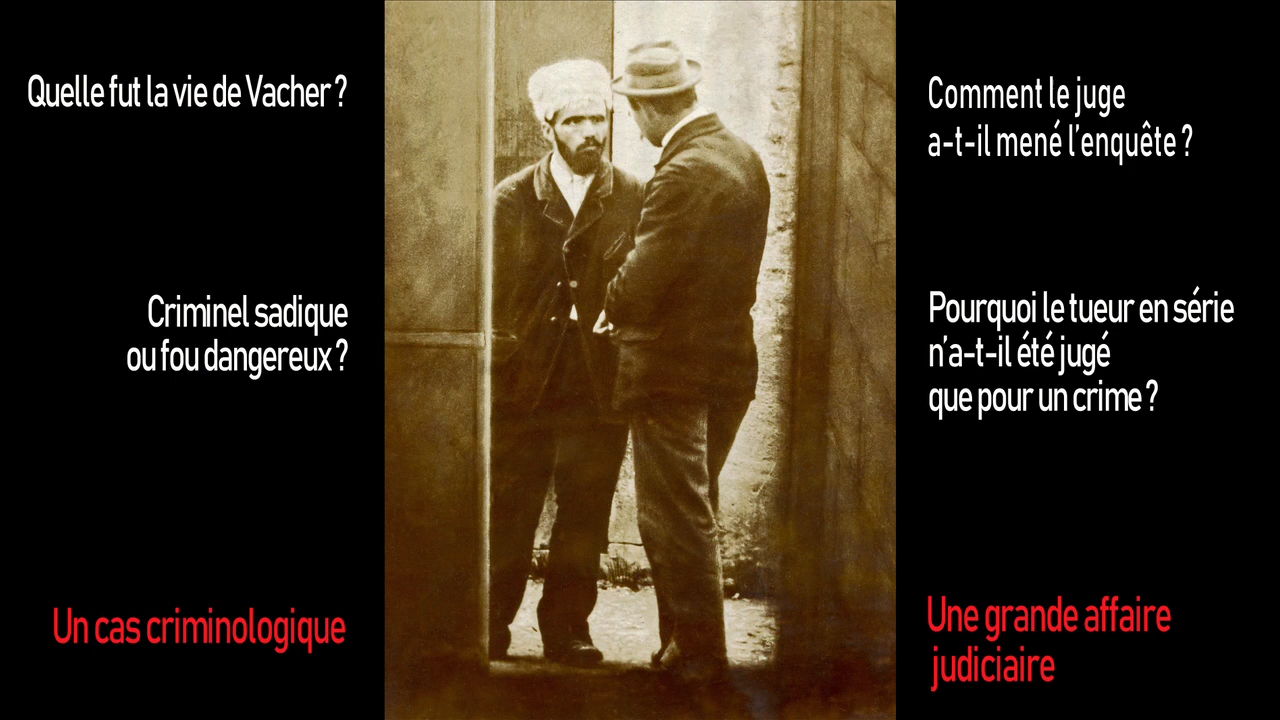 Quelle fut la vie de Vacher ?
Criminel sadique
ou fou dangereux ?
Un cas criminologique
Comment le juge
a-t-il mené l'enquête ?
Pourquoi le tueur en série
n'a-t-il été jugé
que pour un crime ?
Une grande affaire
judiciaire